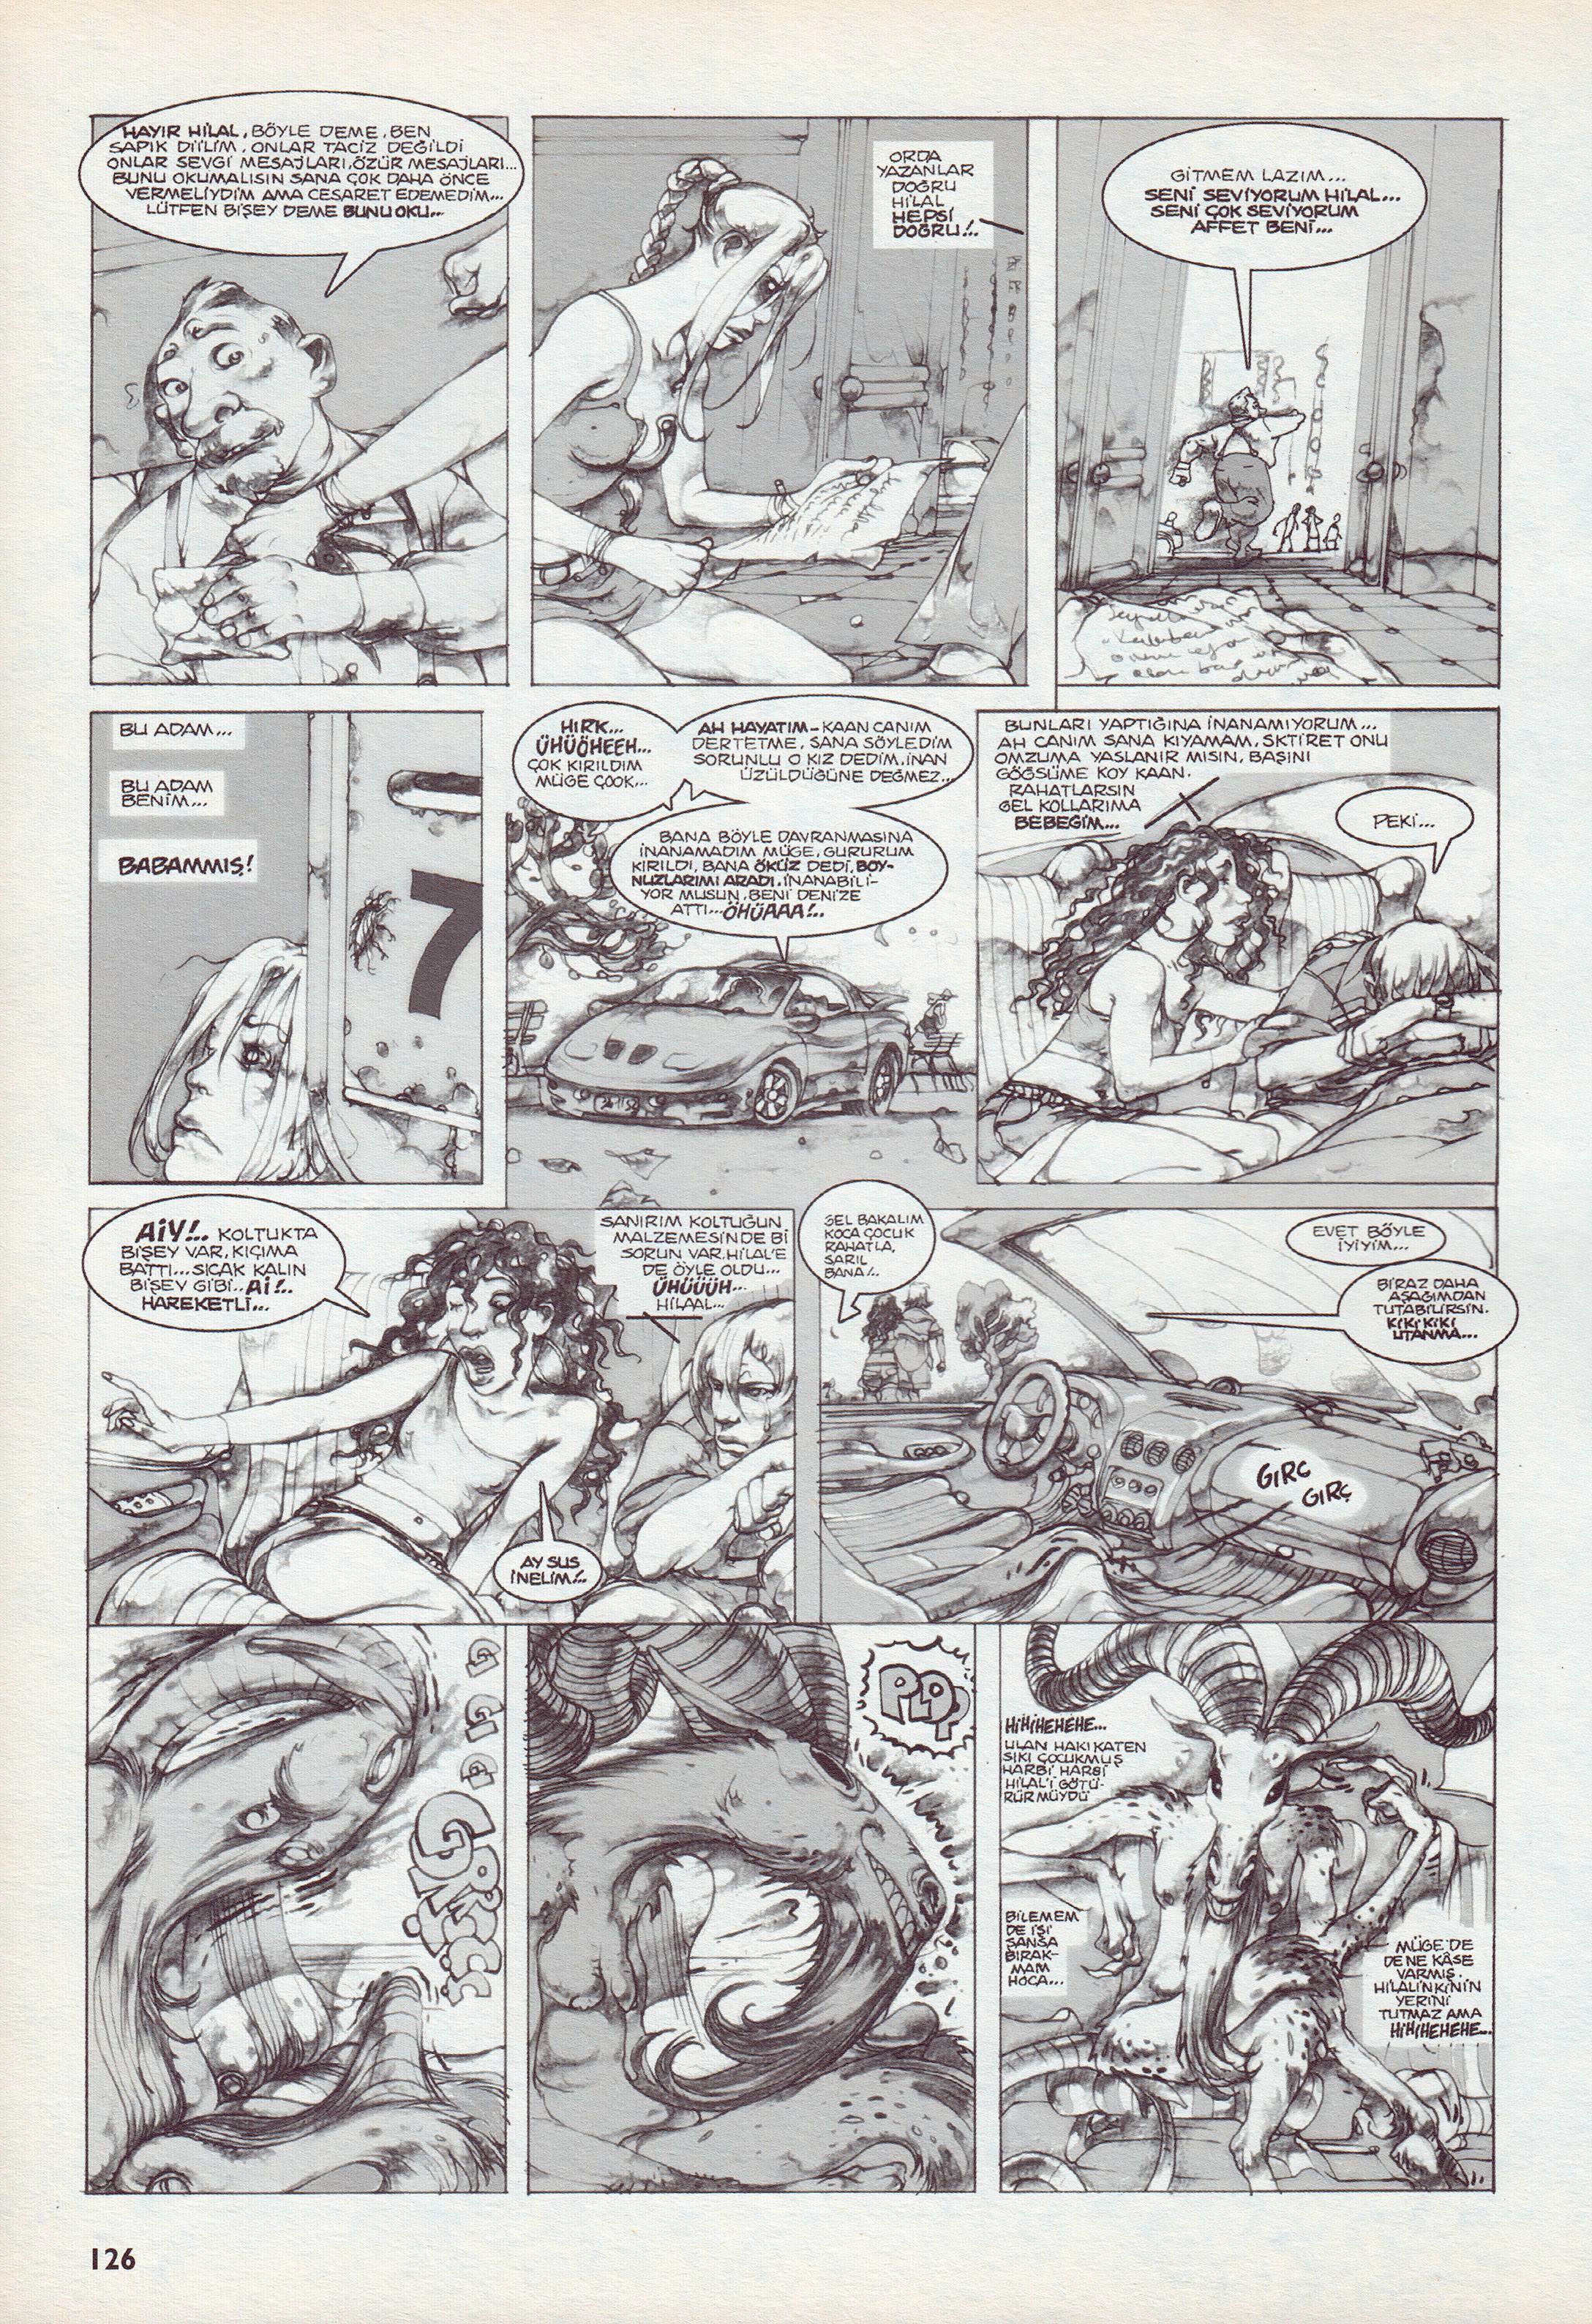 HAYIR HİLAL, BÖYLE DEME, BEN
SAPIK DİİLİM, ONLAR TACİZ DEĞİLDİ
ONLAR SEVGİ MESAJLARI, ÖZÜR MESAJLARI...
BUNU OKUMALISIN SANA ÇOK DAHA ÖNCE
VERMELİYDİM AMA CESARET EDEMEDİM...
LÜTFEN BİŞEY DEME BUNU OKU...
ORDA
YAZANLAR
DOĞRU
HİLAL
HEPSİ
DOĞRU!..
GİTMEM LAZIM...
SENİ SEVİYORUM HİLAL...
SENİ ÇOK SEVİYORUM
AFFET BENİ...
BU ADAM...
BU ADAM
BENİM...
BABAMMIŞ!
7
HIRK...
ÜHÜÖHEEH...
ÇOK KIRILDIM
MÜGE ÇOOK...
AH HAYATIM - KAAN CANIM
DERTETME, SANA SÖYLEDİM
SORUNLU O KIZ DEDİM, İNAN
ÜZÜLDÜĞÜNE DEĞMEZ...
BANA BÖYLE DAVRANMASINA
İNANAMADIM MÜGE, GURURUM
KIRILDI, BANA ÖKÜZ DEDİ, BOY-
NUZLARIMI ARADI. İNANABİLİ-
YOR MUSUN, BENİ DENİZE
ATTI... ÖHÜAAA!..
BUNLARI YAPTIĞINA İNANAMIYORUM...
AH CANIM SANA KIYAMAM, SKTİRET ONU
OMZUMA YASLANIR MISIN, BAŞINI
GÖĞSÜME KOY KAAN.
RAHATLARSIN
GEL KOLLARIMA
BEBEĞİM...
PEKİ...
AİY!.. KOLTUKTA
BİŞEY VAR, KIÇIMA
BATTI... SICAK KALIN
BİŞEY GİBİ.. Aİ!..
HAREKETLİ...
SANIRIM KOLTUĞUN
MALZEMESİNDE Bİ
SORUN VAR, HİLAL'E
DE ÖYLE OLDU...
ÜHÜÜÜH...
HİLAAL...
AY SUS
İNELİM!..
GEL BAKALIM
KOCA ÇOCUK
RAHATLA,
SARIL
BANA!..
EVET BÖYLE
İYİYİM...
BİRAZ DAHA
AŞAĞIMDAN
TUTABİLİRSİN.
KİKİKİKİ
UTANMA...
GIRÇ
GIRÇ
G
G
G
G
PLOP
HİHİHEHEHE...
ULAN HAKİKATEN
SIKI ÇOCUKMUŞ
HARBİ HARBİ
HİLAL'İ GÖTÜ-
RÜR MÜYDÜ
BİLEMEM
DE İŞİ
ŞANSA
BIRAK-
MAM
HOCA...
MÜGE'DE
DE NE KÂSE
VARMIŞ.
HİLALİNKİNİN
YERİNİ
TUTMAZ AMA
HİHİHEHEHE...
126